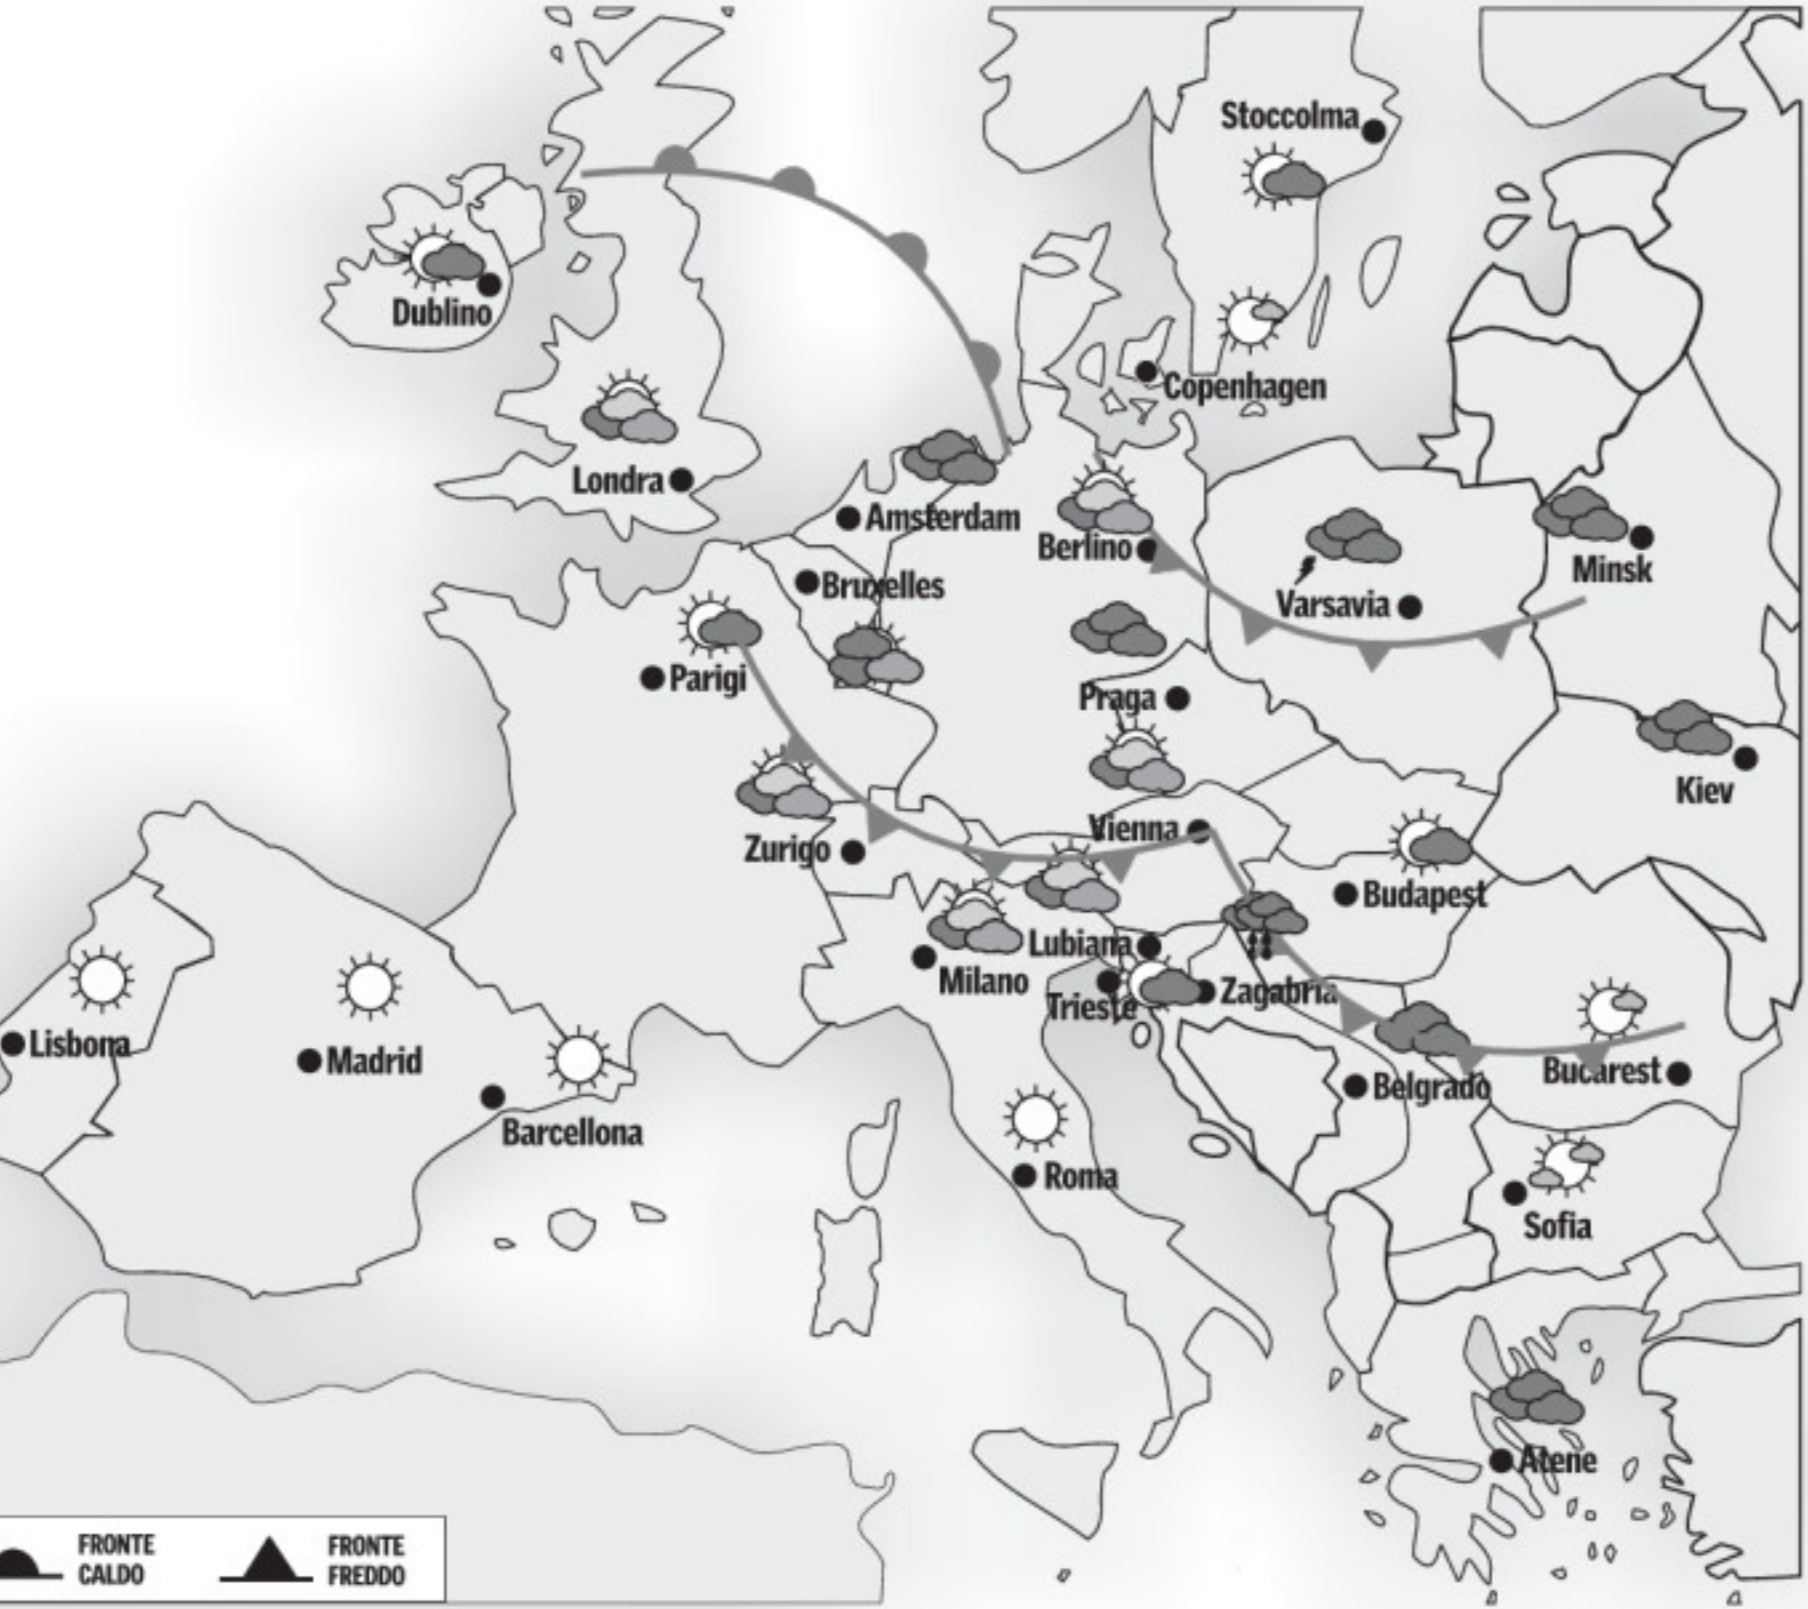 Stoccolma
Dublino
Copenhagen
Londra
Amsterdam
Berlino
Minsk
Bruxelles
Varsavia
Parigi
Praga
Kiev
Vienna
Zurigo
Budapest
Lubiana
Milano
Trieste
Zagabria
Lisbona
Madrid
Bucarest
Belgrado
Barcellona
Roma
Sofia
Atene
FRONTE
CALDO
FRONTE
FREDDO